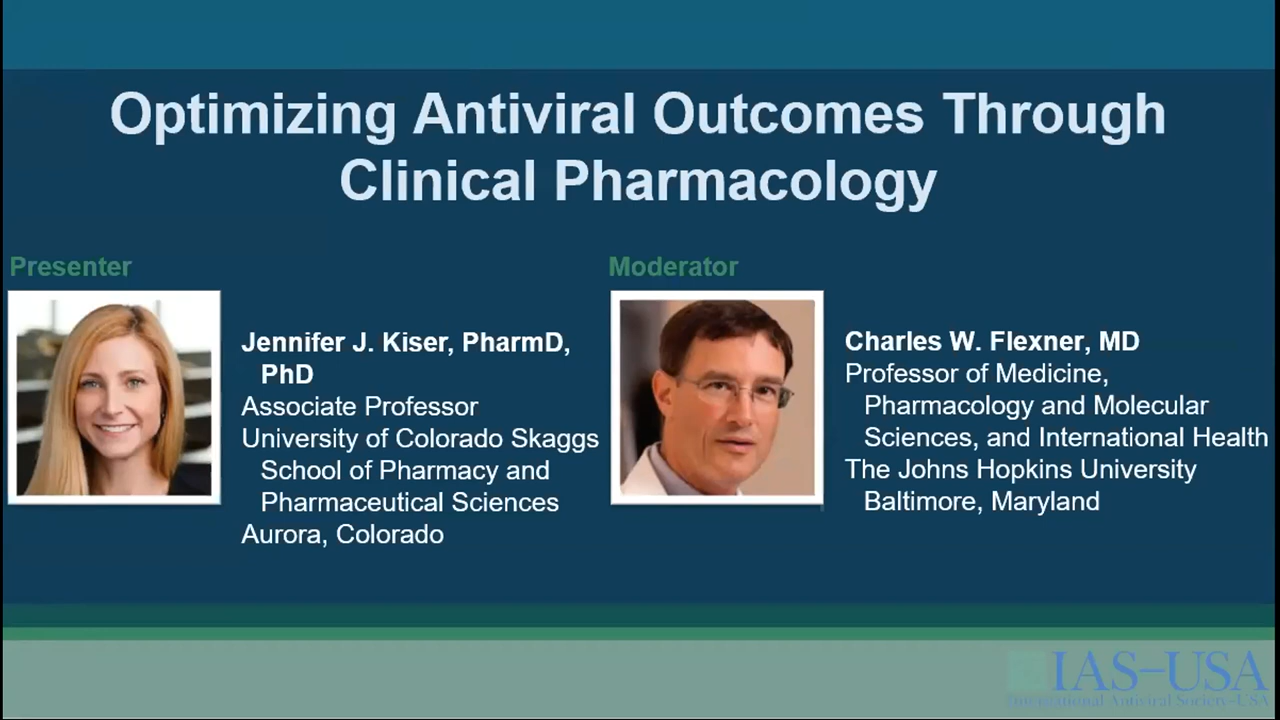 Optimizing Antiviral Outcomes Through
Clinical Pharmacology
Presenter
Jennifer J. Kiser, PharmD,
PhD
Associate Professor
University of Colorado Skaggs
School of Pharmacy and
Pharmaceutical Sciences
Aurora, Colorado
Moderator
Charles W. Flexner, MD
Professor of Medicine,
Pharmacology and Molecular
Sciences, and International Health
The Johns Hopkins University
Baltimore, Maryland
IAS–USA
International Antiviral Society–USA